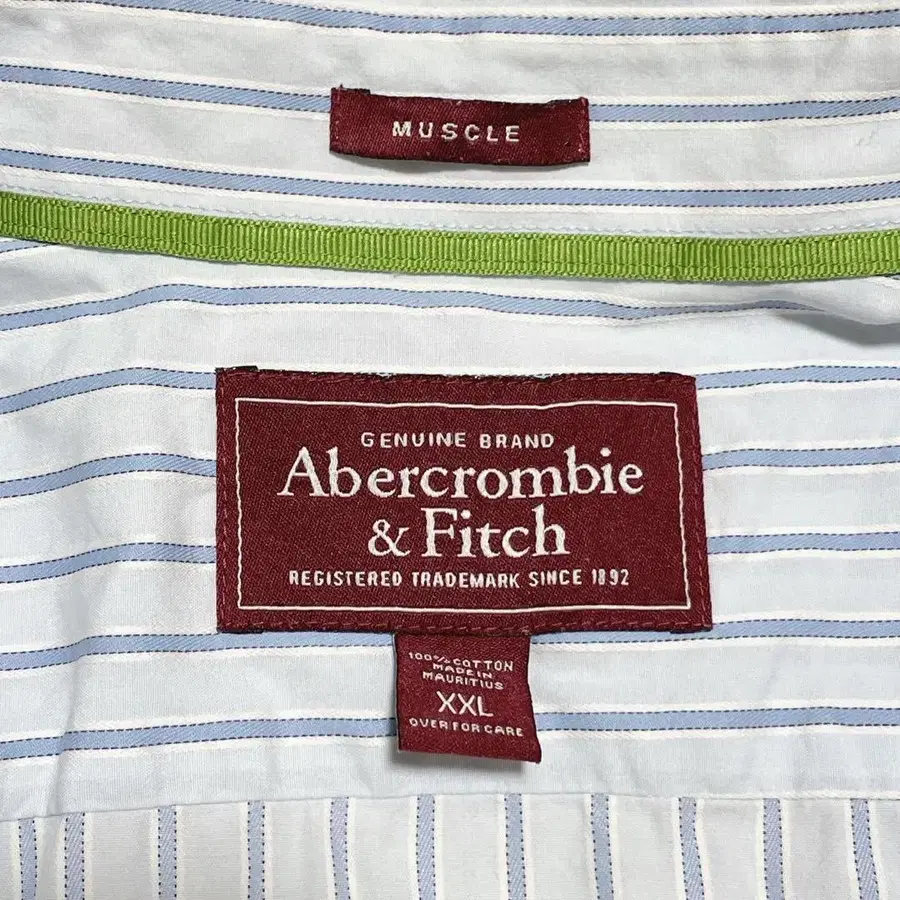 MUSCLE
GENUINE BRAND
Abercrombie
& Fitch
REGISTERED TRADEMARK SINCE 1892
100% COTTON
MADE IN
MAURITIUS
XXL
OVER FOR CARE